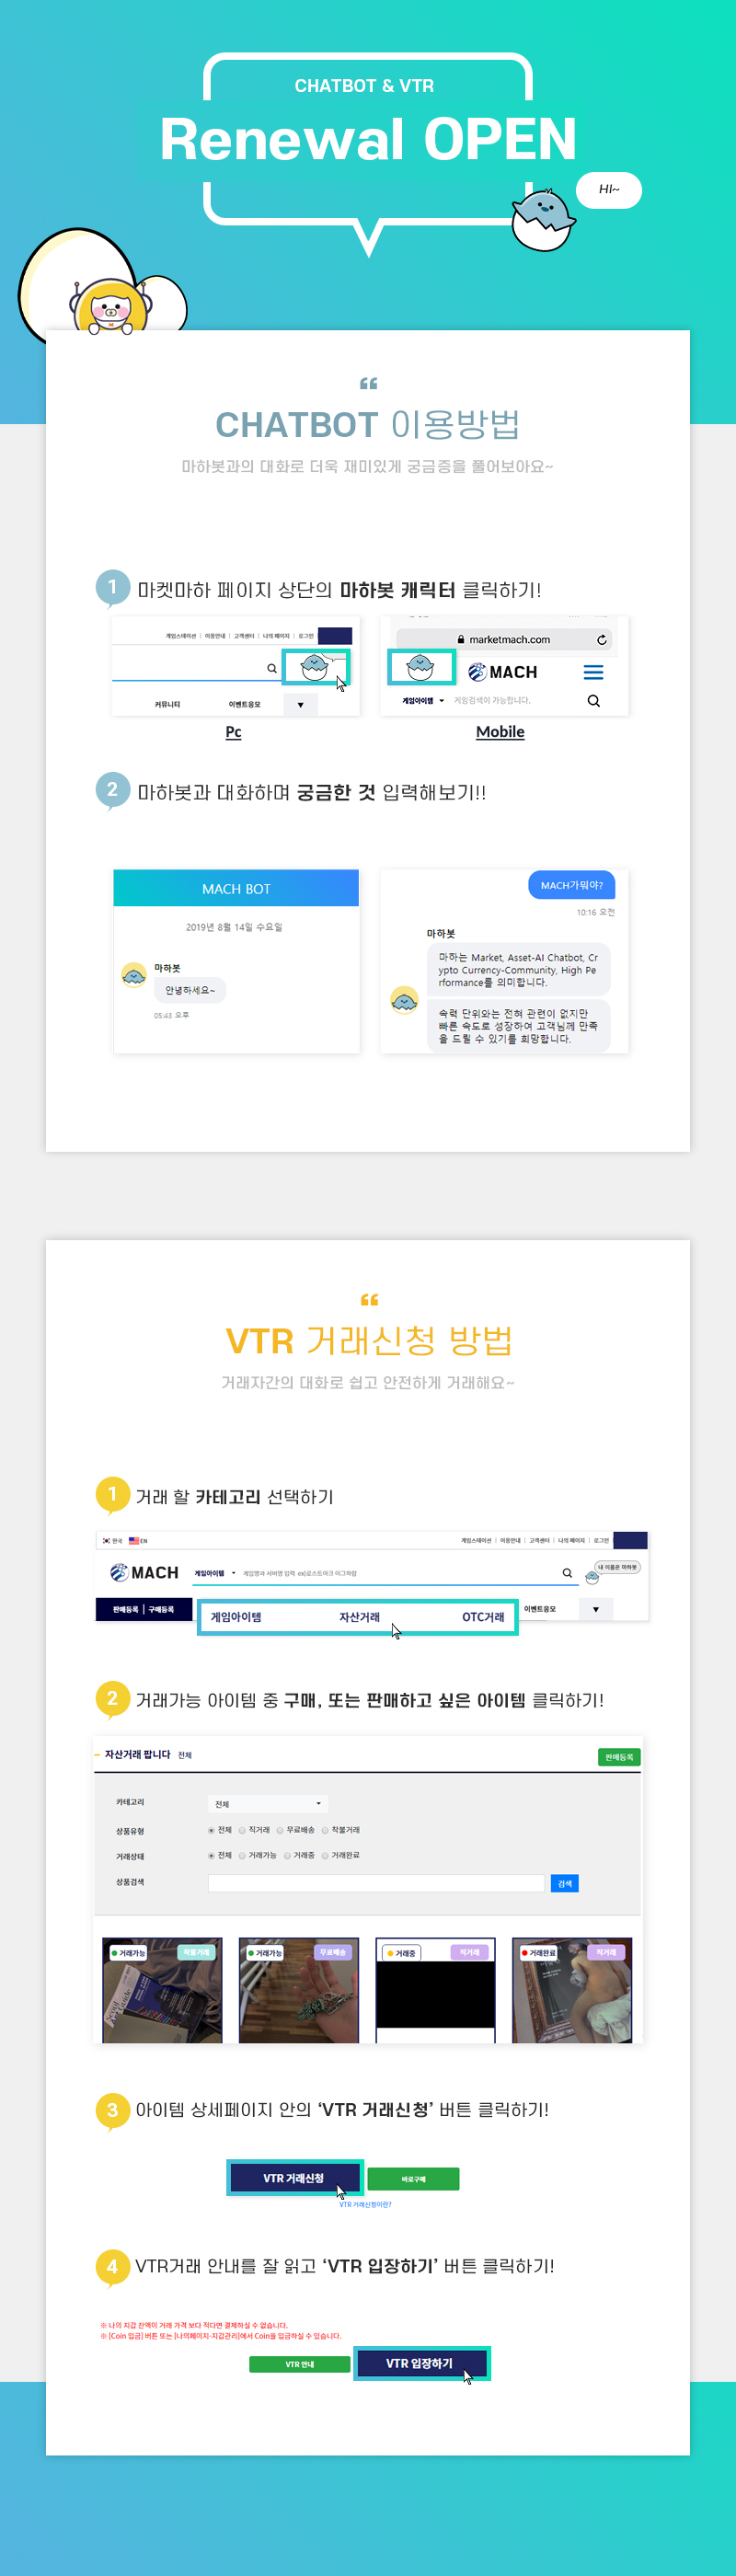 CHATBOT & VTR
Renewal OPEN
HI~
CHATBOT 이용방법
마하봇과의 대화로 더욱 재미있게 궁금증을 풀어보아요~
1 마켓마하 페이지 상단의 마하봇 캐릭터 클릭하기!
게임스테이션 | 이용안내 | 고객센터 | 나의 페이지 | 로그인
커뮤니티 이벤트응모 ▼
Pc
marketmach.com
MACH
게임아이템 게임검색이 가능합니다.
Mobile
2 마하봇과 대화하며 궁금한 것 입력해보기!!
MACH BOT
2019년 8월 14일 수요일
마하봇
안녕하세요~
05:43 오후
MACH가뭐야?
10:16 오전
마하봇
마하는 Market, Asset-AI Chatbot, Cr
ypto Currency-Community, High Pe
rformance를 의미합니다.
속력 단위와는 전혀 관련이 없지만
빠른 속도로 성장하여 고객님께 만족
을 드릴 수 있기를 희망합니다.
VTR 거래신청 방법
거래자간의 대화로 쉽고 안전하게 거래해요~
1 거래 할 카테고리 선택하기
한국 EN 게임스테이션 | 이용안내 | 고객센터 | 나의 페이지 | 로그인
MACH 게임아이템 게임명과 서버명 입력 ex)로스트아크 아그라람 내 이름은 마하봇
판매등록 | 구매등록 게임아이템 자산거래 OTC거래 이벤트응모 ▼
2 거래가능 아이템 중 구매, 또는 판매하고 싶은 아이템 클릭하기!
자산거래 팝니다 전체 판매등록
카테고리 전체
상품유형 전체 직거래 무료배송 착불거래
거래상태 전체 거래가능 거래중 거래완료
상품검색 검색
거래가능 착불거래 거래가능 무료배송 거래중 직거래 거래완료 직거래
3 아이템 상세페이지 안의 ‘VTR 거래신청’ 버튼 클릭하기!
VTR 거래신청 바로구매
VTR 거래신청이란?
4 VTR거래 안내를 잘 읽고 ‘VTR 입장하기’ 버튼 클릭하기!
※ 나의 지갑 잔액이 거래 가격 보다 적다면 결제하실 수 없습니다.
※ [Coin 입금] 버튼 또는 [나의페이지-지갑관리]에서 Coin을 입금하실 수 있습니다.
VTR 안내 VTR 입장하기